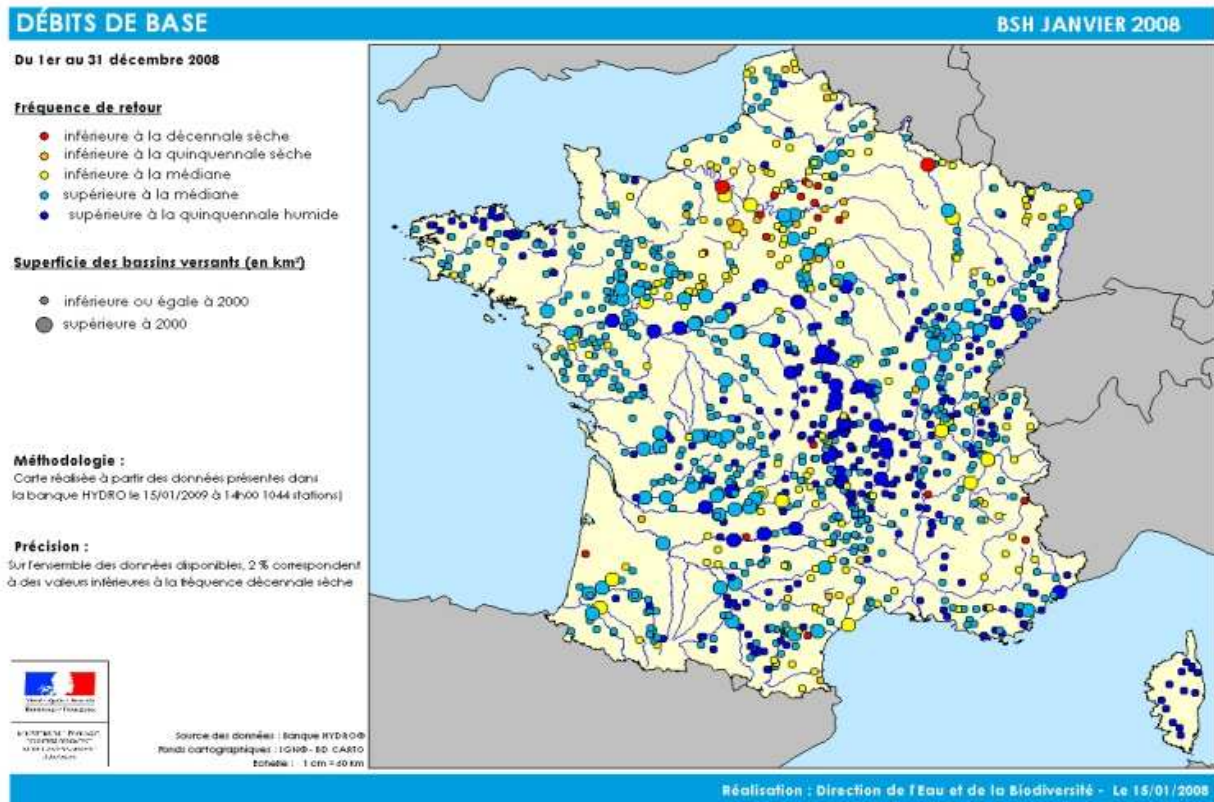 DÉBITS DE BASE
BSH JANVIER 2008
Du 1er au 31 décembre 2008
Fréquence de retour
inférieure à la décennale sèche
inférieure à la quinquennale sèche
inférieure à la médiane
supérieure à la médiane
supérieure à la quinquennale humide
Superficie des bassins versants (en km²)
inférieure ou égale à 2000
supérieure à 2000
Méthodologie :
Carte réalisée à partir des données présentes dans
la banque HYDRO le 15/01/2009 à 14h00 1044 stations)
Précision :
Sur l'ensemble des données disponibles, 2 % correspondent
à des valeurs inférieures à la fréquence décennale sèche
Source des données : Banque HYDRO®
Fonds cartographiques : IGN® - BD CARTO
Echelle : 1 cm = 60 km
Réalisation : Direction de l'Eau et de la Biodiversité - Le 15/01/2008